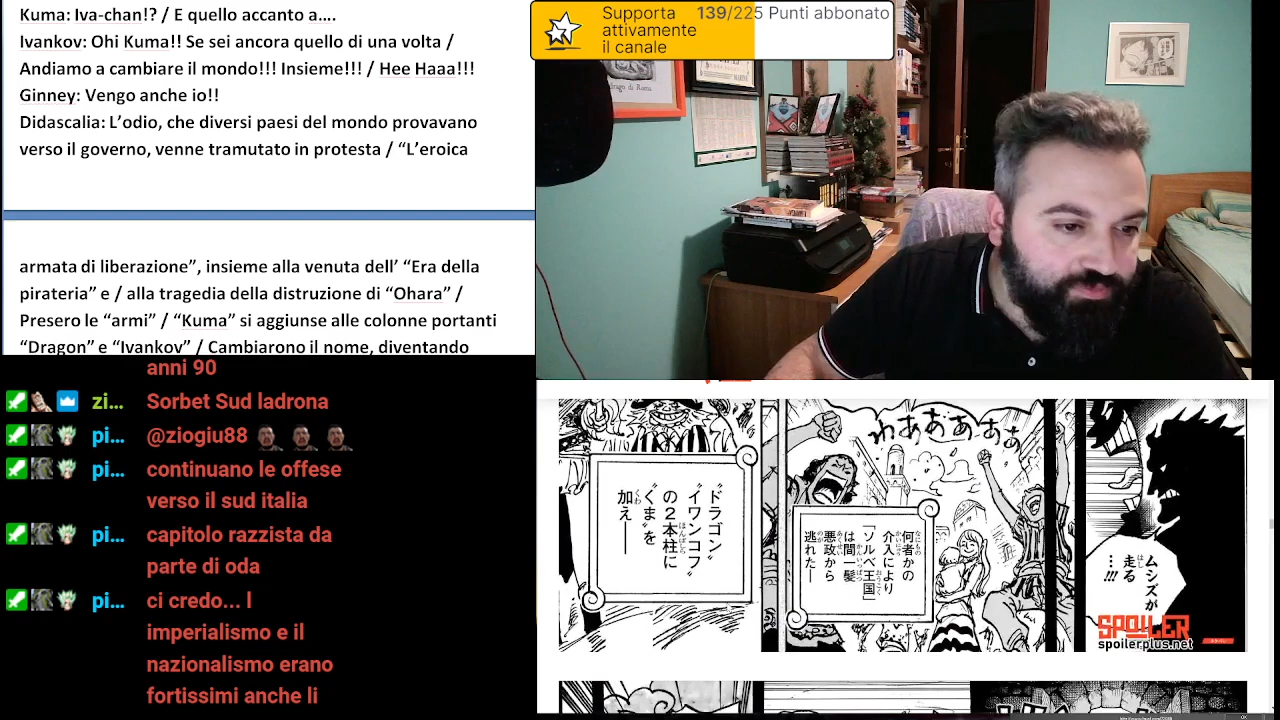 Kuma: Iva-chan!? / E quello accanto a....
Ivankov: Ohi Kuma!! Se sei ancora quello di una volta /
Andiamo a cambiare il mondo!!! Insieme!!! / Hee Haaa!!!
Ginney: Vengo anche io!!
Didascalia: L’odio, che diversi paesi del mondo provavano
verso il governo, venne tramutato in protesta / “L’eroica
armata di liberazione”, insieme alla venuta dell’ “Era della
pirateria” e / alla tragedia della distruzione di “Ohara” /
Presero le “armi” / “Kuma” si aggiunse alle colonne portanti
“Dragon” e “Ivankov” / Cambiarono il nome, diventando
anni 90
zi... Sorbet Sud ladrona
pi... @ziogiu88
pi... continuano le offese
verso il sud italia
pi... capitolo razzista da
parte di oda
pi... ci credo... l
imperialismo e il
nazionalismo erano
fortissimi anche li
Supporta
attivamente
il canale
139/225 Punti abbonato
わあああああ
ムシズが
走る
…!!!
何者かの
介入により
「ソルベ王国」
は間一髪
悪政から
逃れた―
“ドラゴン”
“イワンコフ”
の2本柱に
“くま”を
加え――
SPOILER
spoilerplus.net